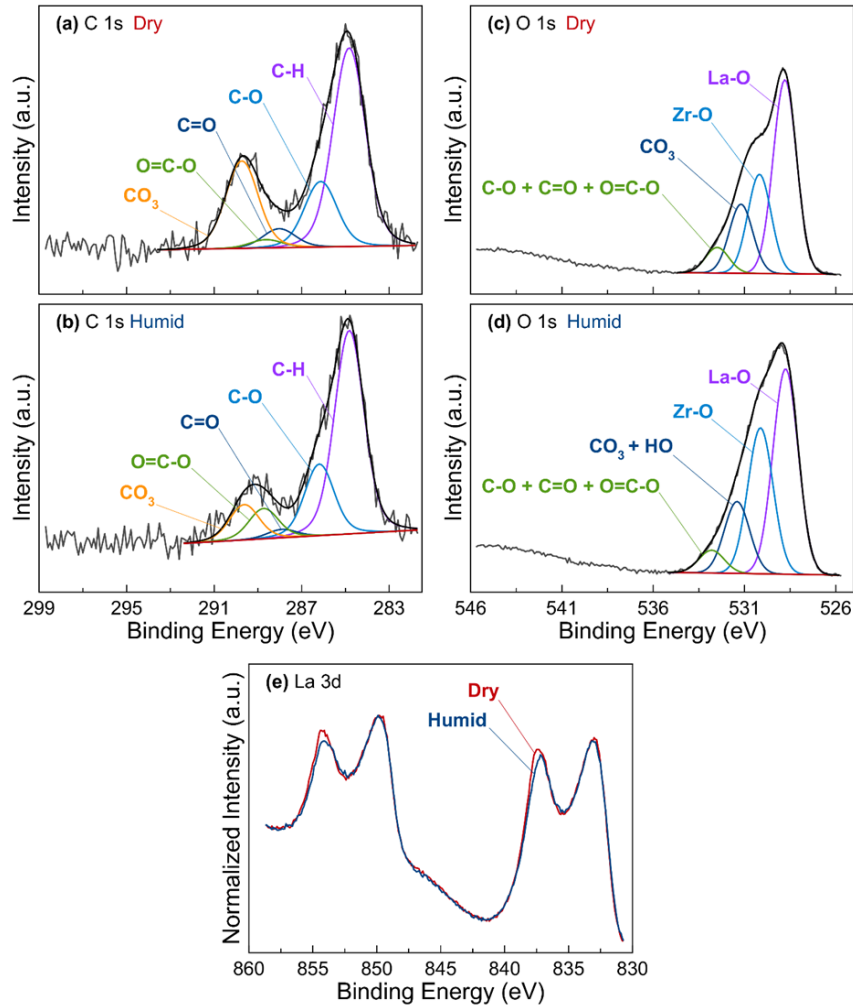 (a) C 1s Dry
Intensity (a.u.)
C-H
C-O
C=O
O=C-O
CO3
(c) O 1s Dry
Intensity (a.u.)
La-O
Zr-O
CO3
C-O + C=O + O=C-O
(b) C 1s Humid
Intensity (a.u.)
C-H
C-O
C=O
O=C-O
CO3
299 295 291 287 283
Binding Energy (eV)
(d) O 1s Humid
Intensity (a.u.)
La-O
Zr-O
CO3 + HO
C-O + C=O + O=C-O
546 541 536 531 526
Binding Energy (eV)
(e) La 3d
Normalized Intensity (a.u.)
Dry
Humid
860 855 850 845 840 835 830
Binding Energy (eV)